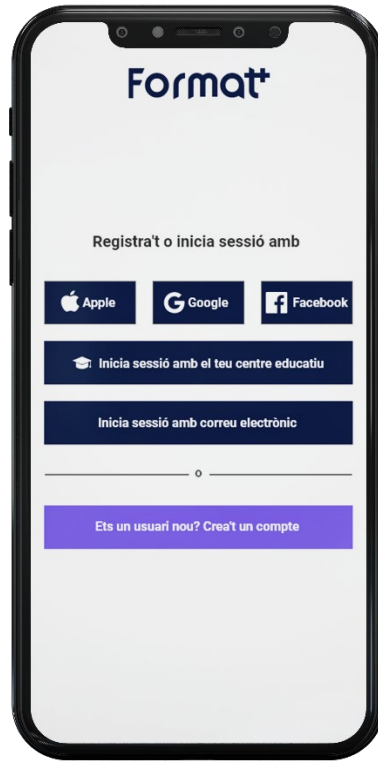 Format+
Registra't o inicia sessió amb
Apple
Google
Facebook
Inicia sessió amb el teu centre educatiu
Inicia sessió amb correu electrònic
o
Ets un usuari nou? Crea't un compte